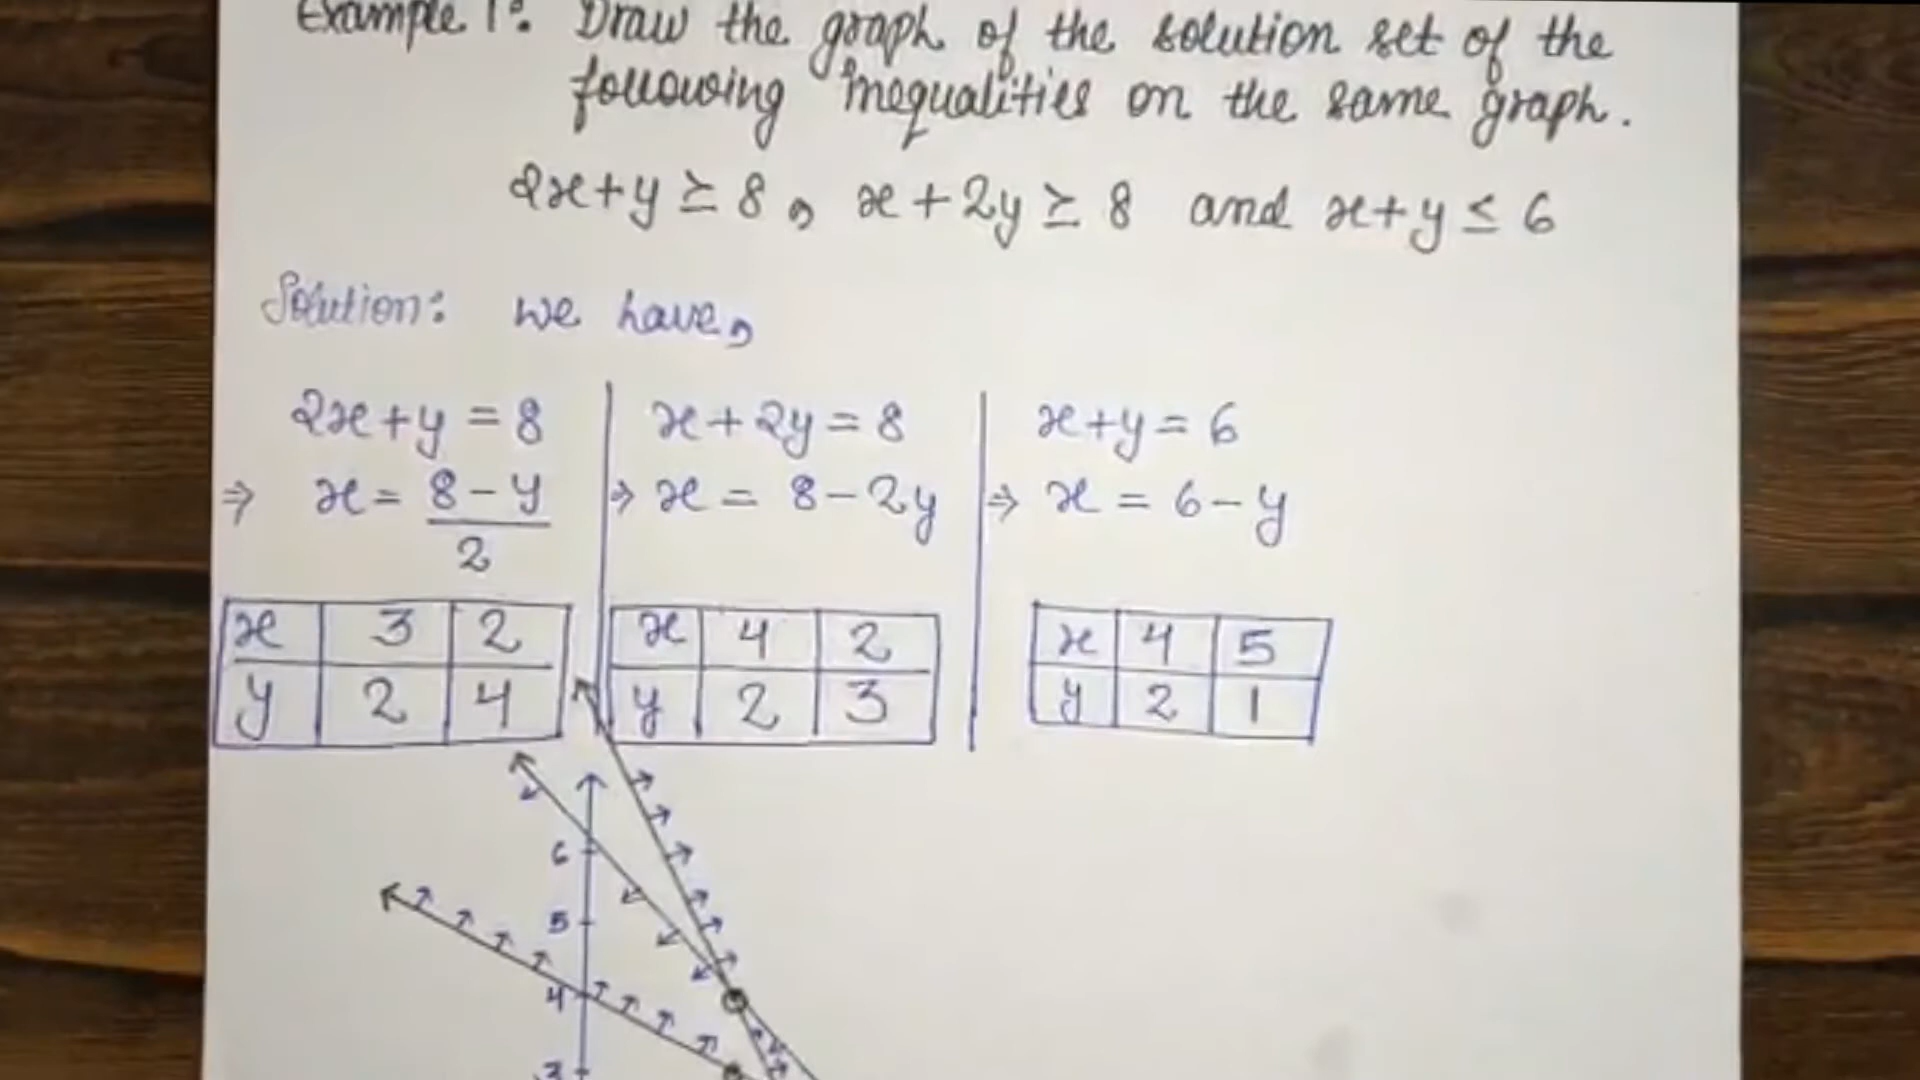 Example 1: Draw the graph of the solution set of the
following inequalities on the same graph.
2x+y ≥ 8, x+2y ≥ 8 and x+y ≤ 6
Solution: we have,
2x+y = 8 x+2y = 8 x+y = 6
⇒ x = 8-y/2 ⇒ x = 8-2y ⇒ x = 6-y
x 3 2 x 4 2 x 4 5
y 2 4 y 2 3 y 2 1
6
5
4
3